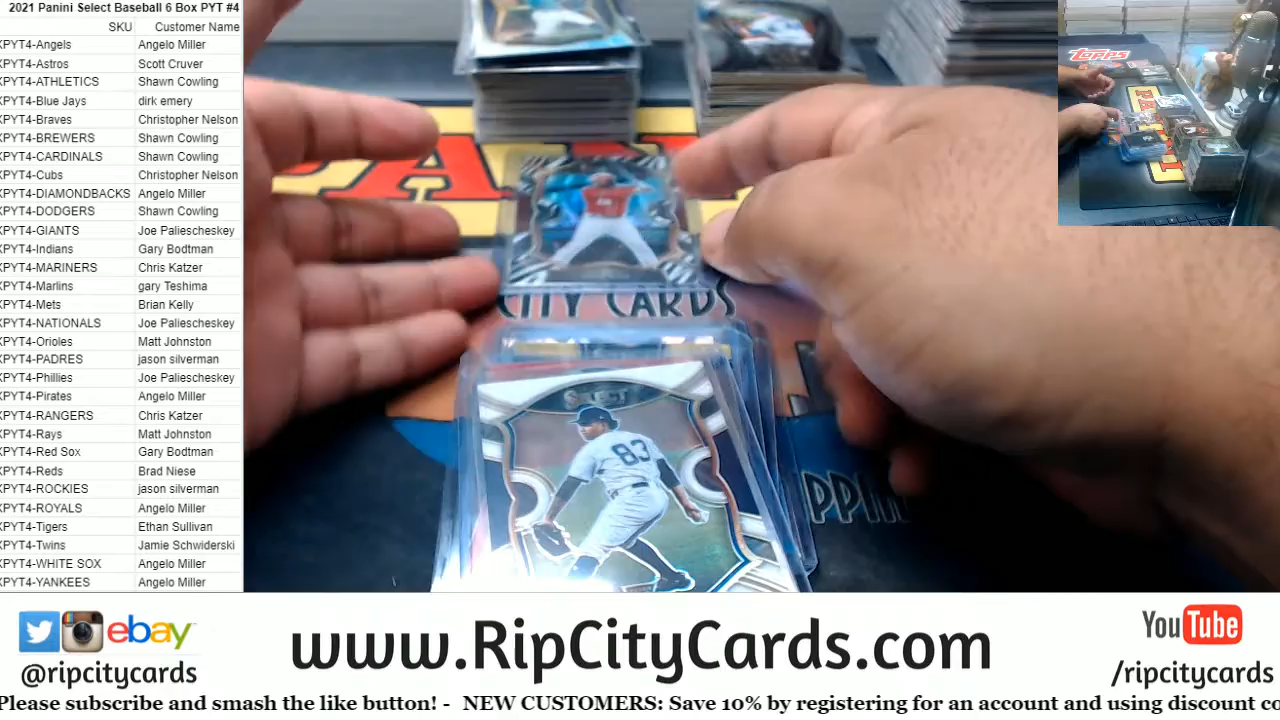 2021 Panini Select Baseball 6 Box PYT #4
SKU Customer Name
XPYT4-Angels Angelo Miller
XPYT4-Astros Scott Cruver
XPYT4-ATHLETICS Shawn Cowling
XPYT4-Blue Jays dirk emery
XPYT4-Braves Christopher Nelson
XPYT4-BREWERS Shawn Cowling
XPYT4-CARDINALS Shawn Cowling
XPYT4-Cubs Christopher Nelson
XPYT4-DIAMONDBACKS Angelo Miller
XPYT4-DODGERS Shawn Cowling
XPYT4-GIANTS Joe Paliescheskey
XPYT4-Indians Gary Bodtman
XPYT4-MARINERS Chris Katzer
XPYT4-Marlins gary Teshima
XPYT4-Mets Brian Kelly
XPYT4-NATIONALS Joe Paliescheskey
XPYT4-Orioles Matt Johnston
XPYT4-PADRES jason silverman
XPYT4-Phillies Joe Paliescheskey
XPYT4-Pirates Angelo Miller
XPYT4-RANGERS Chris Katzer
XPYT4-Rays Matt Johnston
XPYT4-Red Sox Gary Bodtman
XPYT4-Reds Brad Niese
XPYT4-ROCKIES jason silverman
XPYT4-ROYALS Angelo Miller
XPYT4-Tigers Ethan Sullivan
XPYT4-Twins Jamie Schwiderski
XPYT4-WHITE SOX Angelo Miller
XPYT4-YANKEES Angelo Miller
TOPPS
PA
CITY CARDS
SELECT
83
ebay
@ripcitycards
www.RipCityCards.com
YouTube
/ripcitycards
Please subscribe and smash the like button! - NEW CUSTOMERS: Save 10% by registering for an account and using discount co